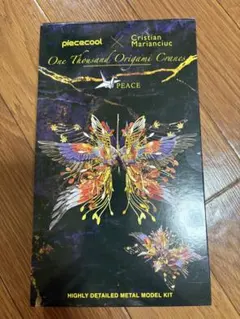 piececool × Cristian Marianciuc
One Thousand Origami Cranes
PEACE
HIGHLY DETAILED METAL MODEL KIT